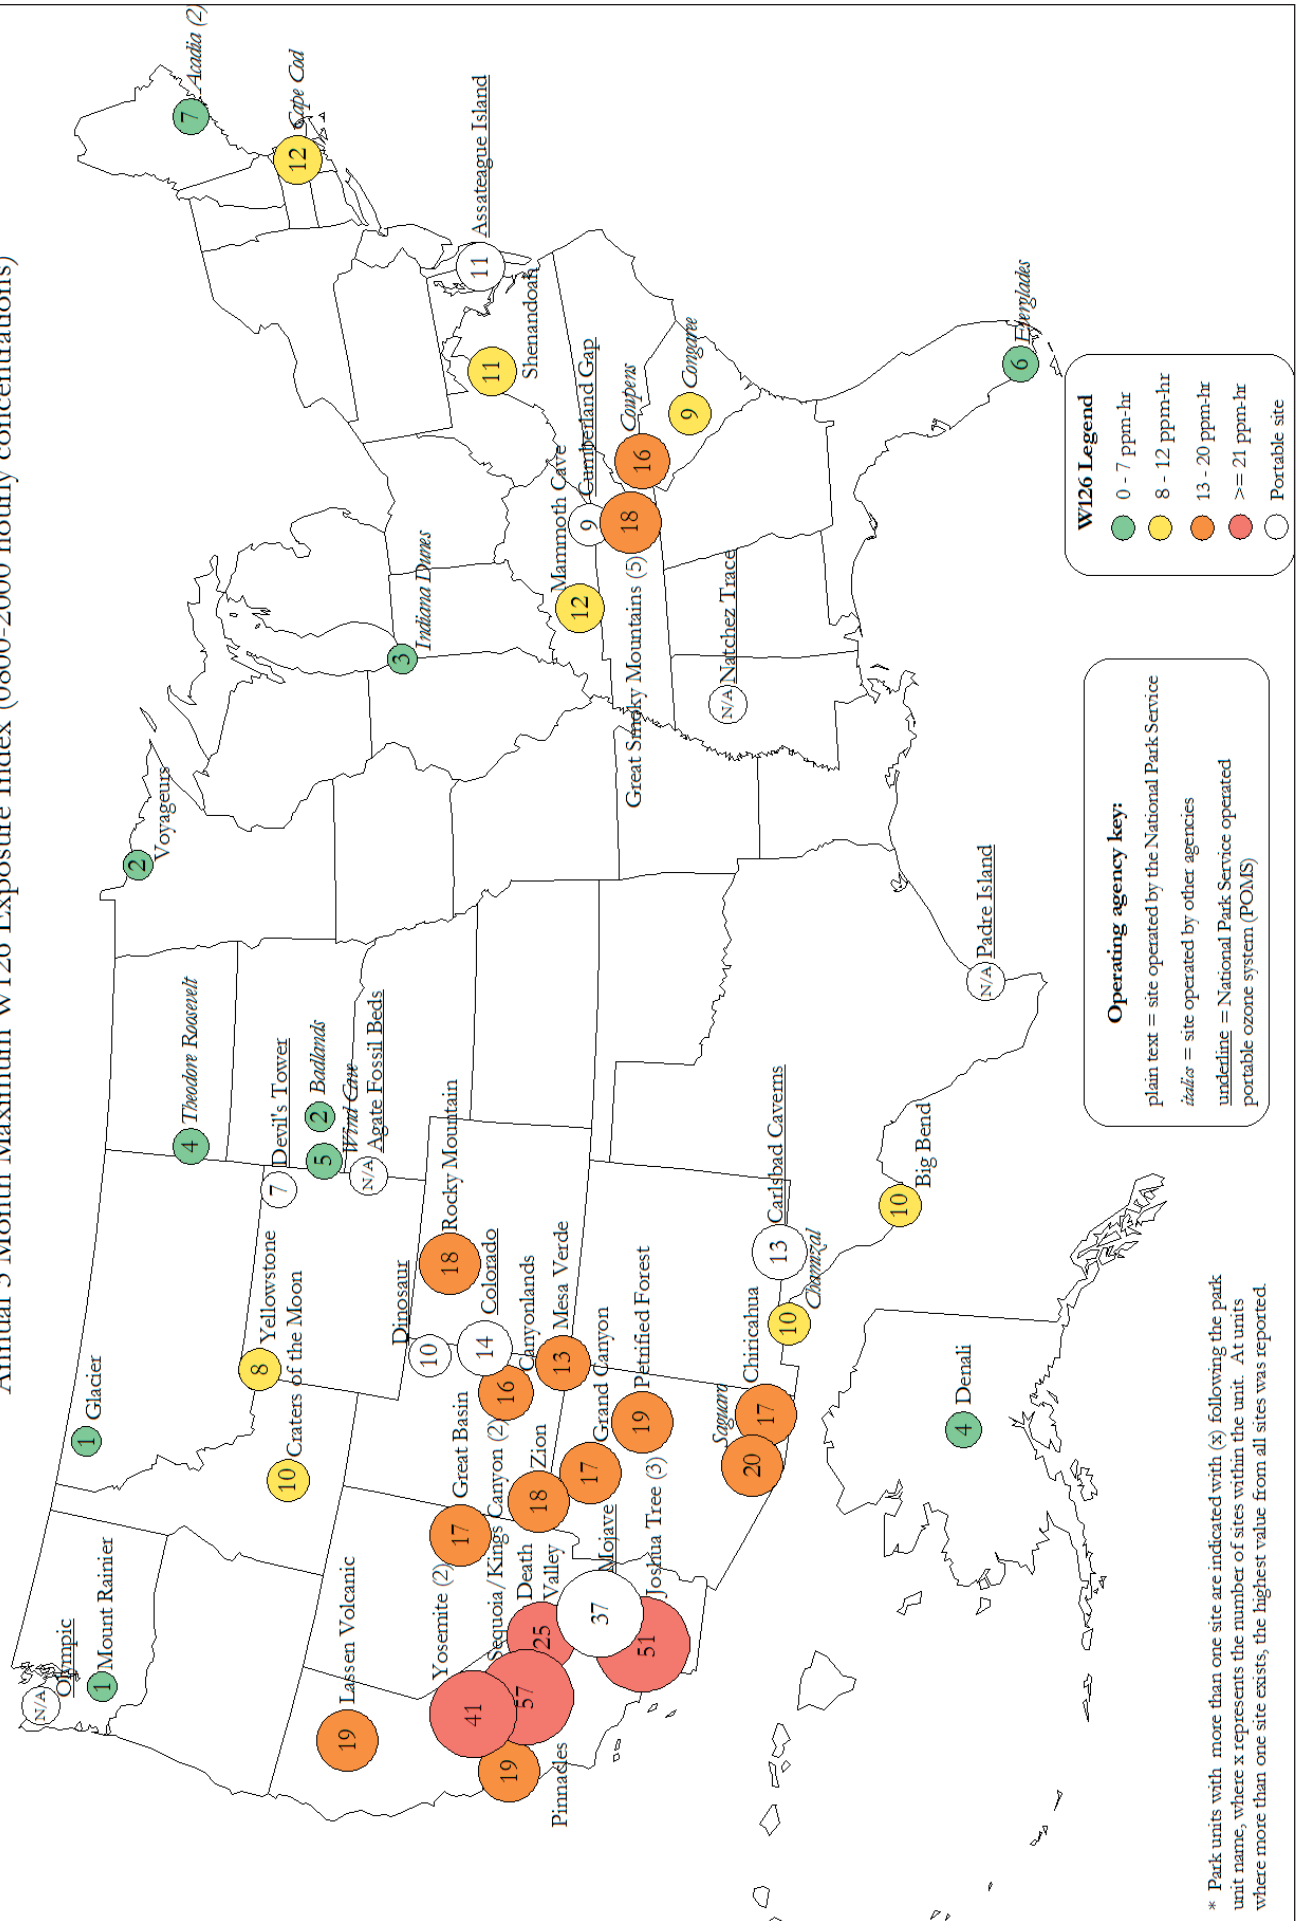 Annual 3 Month Maximum W126 Exposure Index (0800-2000 hourly concentrations)
N/A
Olympic
1
Mount Rainier
1
Glacier
4
Theodore Roosevelt
2
Voyageurs
7
Acadia (2)
12
Cape Cod
8
Yellowstone
10
Craters of the Moon
7
Devil's Tower
5
Wind Cave
2
Badlands
N/A
Agate Fossil Beds
3
Indiana Dunes
11
Assateague Island
11
Shenandoah
19
Lassen Volcanic
41
Yosemite (2)
57
Sequoia/Kings Canyon (2)
19
Pinnacles
25
Death
Valley
37
Mojave
51
Joshua Tree (3)
17
Great Basin
18
Zion
17
Grand Canyon
10
Dinosaur
18
Rocky Mountain
14
Colorado
16
Canyonlands
13
Mesa Verde
19
Petrified Forest
20
Saguaro
17
Chiricahua
10
Chamizal
13
Carlsbad Caverns
10
Big Bend
N/A
Padre Island
N/A
Natchez Trace
12
Mammoth Cave
9
Cumberland Gap
18
Great Smoky Mountains (5)
16
Cowpens
9
Congaree
6
Everglades
4
Denali
W126 Legend
0 - 7 ppm-hr
8 - 12 ppm-hr
13 - 20 ppm-hr
>= 21 ppm-hr
Portable site
Operating agency key:
plain text = site operated by the National Park Service
italics = site operated by other agencies
underline = National Park Service operated
portable ozone system (POMS)
* Park units with more than one site are indicated with (x) following the park
unit name, where x represents the number of sites within the unit. At units
where more than one site exists, the highest value from all sites was reported.